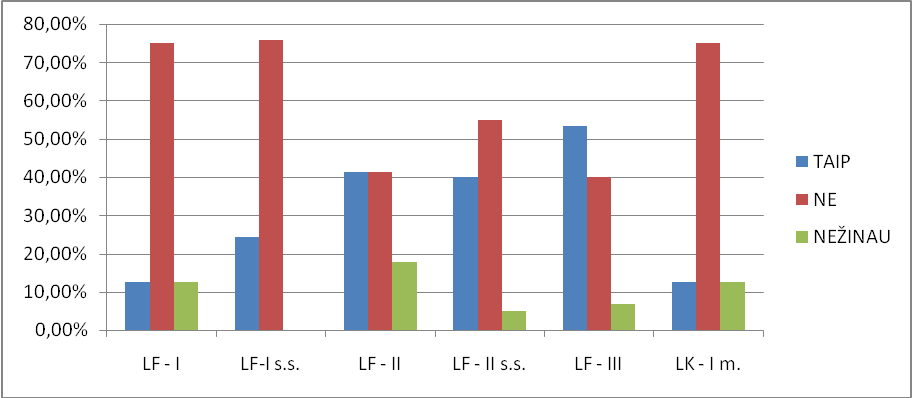 80,00%
70,00%
60,00%
50,00%
40,00%
30,00%
20,00%
10,00%
0,00%
LF - I LF-I s.s. LF - II LF - II s.s. LF - III LK - I m.
TAIP
NE
NEŽINAU